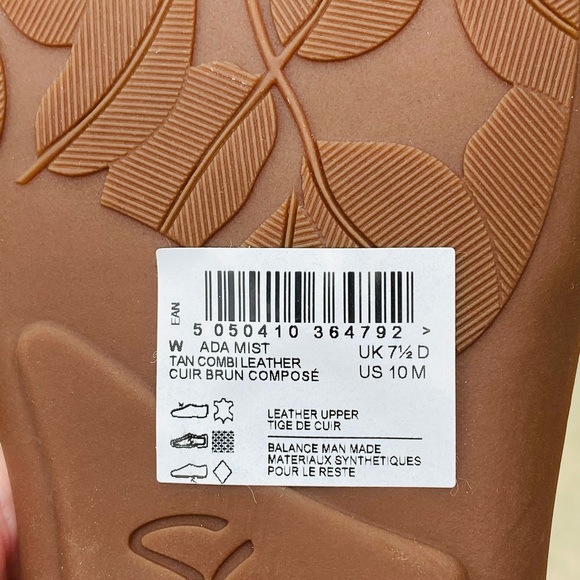 EAN
5 050410 364792 >
W ADA MIST UK 7½ D
TAN COMBI LEATHER US 10 M
CUIR BRUN COMPOSÉ
LEATHER UPPER
TIGE DE CUIR
BALANCE MAN MADE
MATERIAUX SYNTHETIQUES
POUR LE RESTE